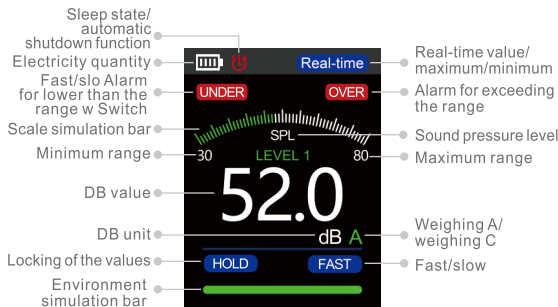 Sleep state/
automatic
shutdown function
Electricity quantity
Fast/slo Alarm
for lower than the
range w Switch
Scale simulation bar
Minimum range
DB value
DB unit
Locking of the values
Environment
simulation bar
Real-time
UNDER
OVER
SPL
30
LEVEL 1
80
52.0
dB A
HOLD
FAST
Real-time value/
maximum/minimum
Alarm for exceeding
the range
Sound pressure level
Maximum range
Weighing A/
weighing C
Fast/slow